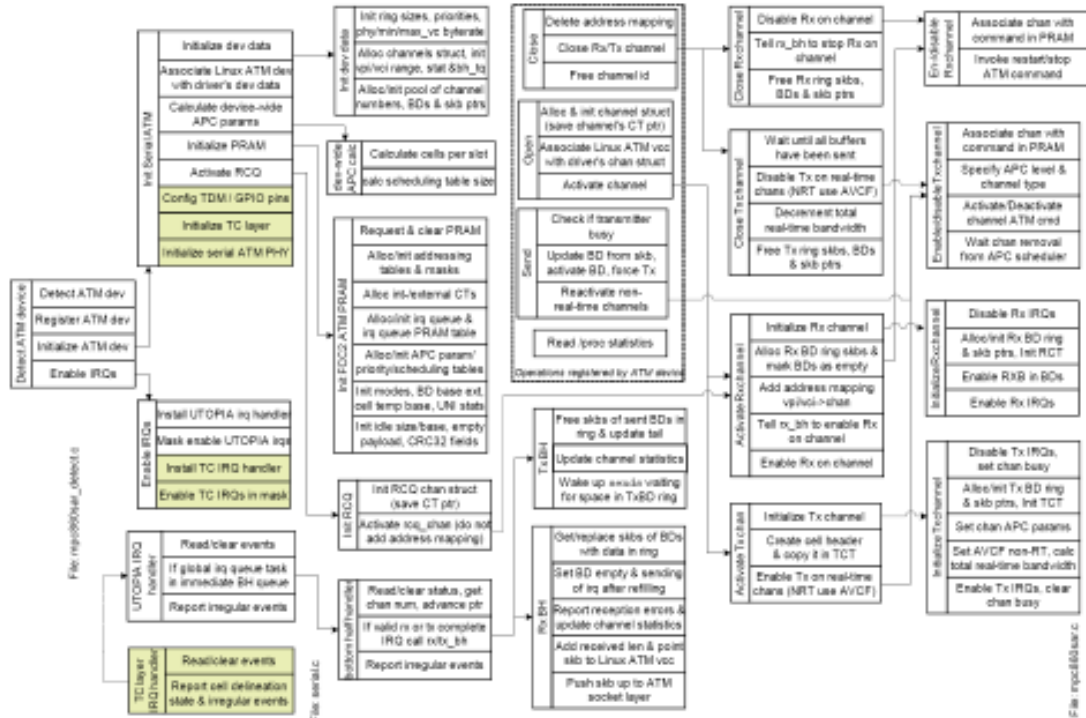 Detect ATM device
Detect ATM dev
Register ATM dev
Initialize ATM dev
Enable IRQs
Init Serial ATM
Initialize dev data
Associate Linux ATM dev
with driver's dev data
Calculate device-wide
APC params
Initialize PRAM
Activate RCQ
Config TDM / GPIO pins
Initialize TC layer
Initialize serial ATM PHY
Enable IRQs
Install UTOPIA irq handler
Mask enable UTOPIA irqs
Install TC IRQ handler
Enable TC IRQs in mask
File: mpc860sar_detect.c
UTOPIA IRQ
handler
Read/clear events
If global irq queue task
in immediate BH queue
Report irregular events
TC layer
IRQ handler
Read/clear events
Report cell delineation
state & irregular events
File: serial.c
Init dev data
Init ring sizes, priorities,
phy/min/max_vc byterate
Alloc channels struct, init
vpi/vci range, stat &bh_tq
Alloc/init pool of channel
numbers, BDs & skb ptrs
dev-wide
APC calc
Calculate cells per slot
calc scheduling table size
Init FCC2 ATM PRAM
Request & clear PRAM
Alloc/init addressing
tables & masks
Alloc int-/external CTs
Alloc/init irq queue &
irq queue PRAM table
Alloc/init APC param/
priority/scheduling tables
Init modes, BD base ext,
cell temp base, UNI stats
Init idle size/base, empty
payload, CRC32 fields
Init RCQ
Init RCQ chan struct
(save CT ptr)
Activate rcq_chan (do not
add address mapping)
bottom half handler
Read/clear status, get
chan num, advance ptr
If valid rx or tx complete
IRQ call rx/tx_bh
Report irregular events
Close
Delete address mapping
Close Rx/Tx channel
Free channel id
Open
Alloc & init channel struct
(save channel's CT ptr)
Associate Linux ATM vcc
with driver's chan struct
Activate channel
Send
Check if transmitter
busy
Update BD from skb,
activate BD, force Tx
Reactivate non-
real-time channels
Read /proc statistics
Operations registered by ATM device
Tx BH
Free skbs of sent BDs in
ring & update tail
Update channel statistics
Wake up waiting
for space in TxBD ring
Rx BH
Get/replace skbs of BDs
with data in ring
Set BD empty & sending
of irq after refilling
Report reception errors &
update channel statistics
Add received len & point
skb to Linux ATM vcc
Push skb up to ATM
socket layer
Close Rx channel
Disable Rx on channel
Tell rx_bh to stop Rx on
channel
Free Rx ring skbs,
BDs & skb ptrs
Close Tx channel
Wait until all buffers
have been sent
Disable Tx on real-time
chans (NRT use AVCF)
Decrement total
real-time bandwidth
Free Tx ring skbs, BDs
& skb ptrs
Activate Rx channel
Initialize Rx channel
Alloc Rx BD ring skbs &
mark BDs as empty
Add address mapping
vpi/vci->chan
Tell rx_bh to enable Rx
on channel
Enable Rx on channel
Activate Tx chan
Initialize Tx channel
Create cell header
& copy it in TCT
Enable Tx on real-time
chans (NRT use AVCF)
En-/disable
Rx channel
Associate chan with
command in PRAM
Invoke restart/stop
ATM command
Enable/disable Tx channel
Associate chan with
command in PRAM
Specify APC level &
channel type
Activate/Deactivate
channel ATM cmd
Wait chan removal
from APC scheduler
Initialize Rx channel
Disable Rx IRQs
Alloc/init Rx BD ring
& skb ptrs, Init RCT
Enable RXB in BDs
Enable Rx IRQs
Initialize Tx channel
Disable Tx IRQs,
set chan busy
Alloc/init Tx BD ring
& skb ptrs, Init TCT
Set chan APC params
Set AVCF non-RT, calc
total real-time bandwidth
Enable Tx IRQs, clear
chan busy
File: mpc860sar.c